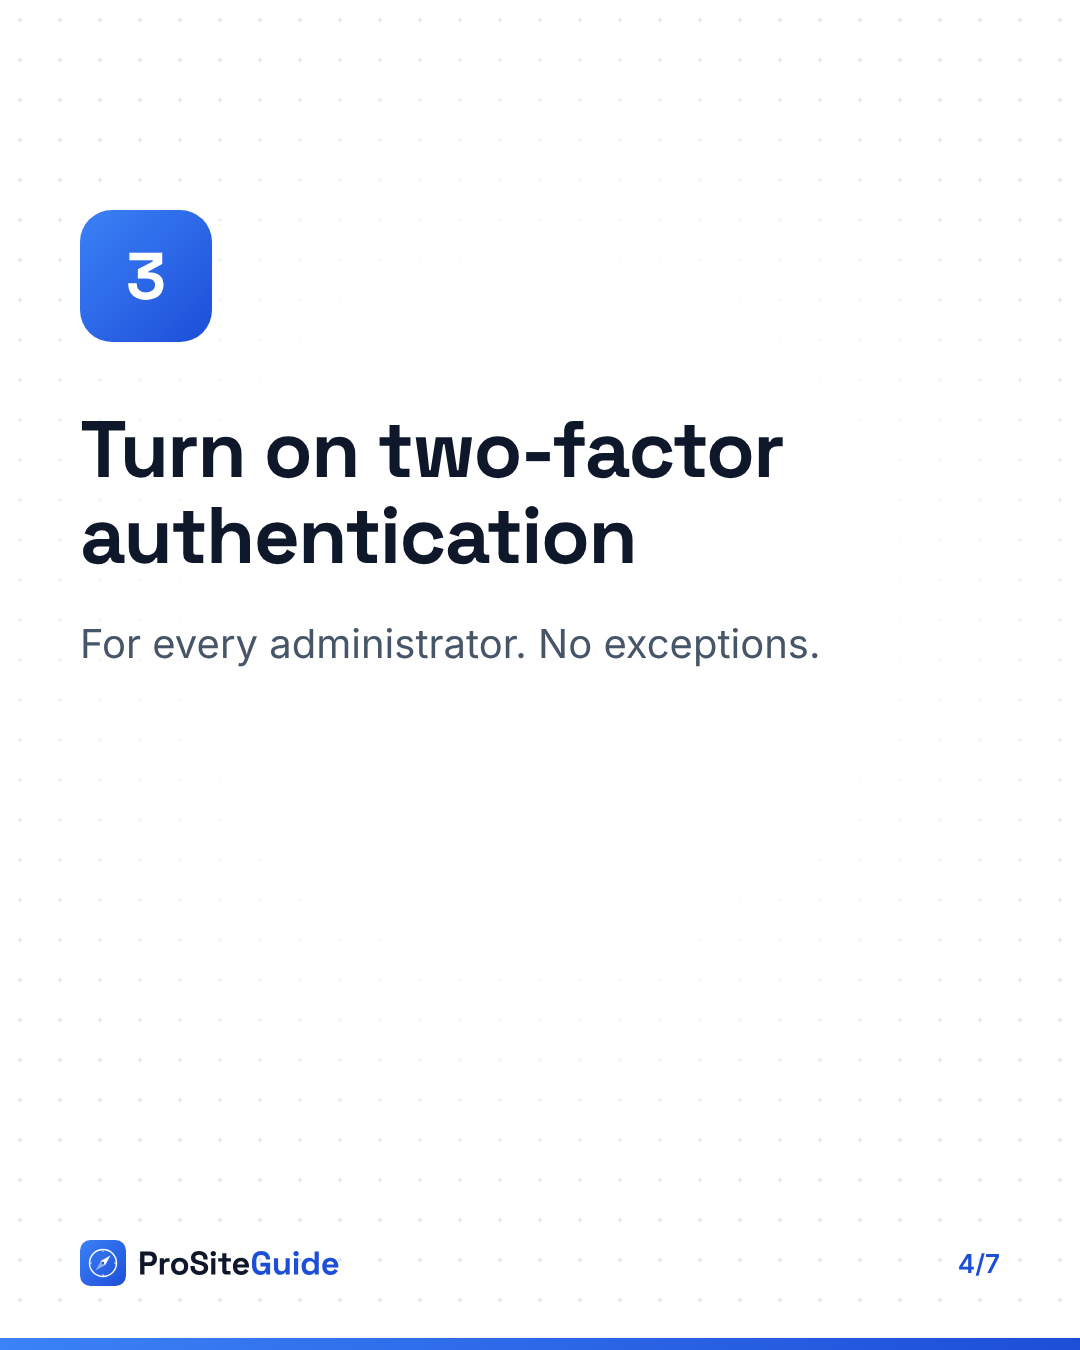 3
Turn on two-factor
authentication
For every administrator. No exceptions.
ProSiteGuide
4/7